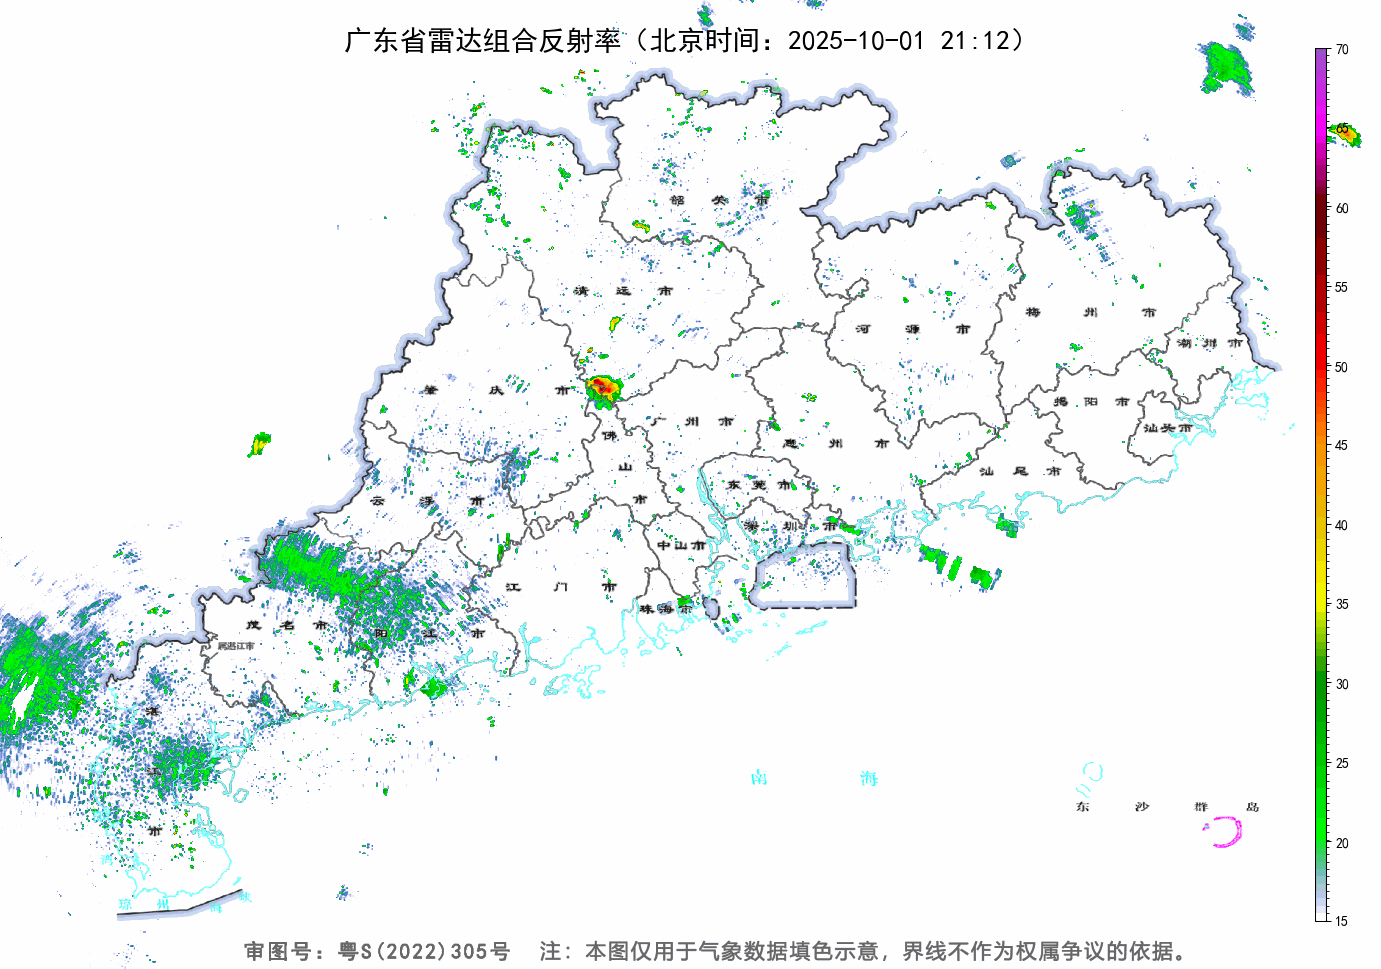 广东省雷达组合反射率（北京时间：2025-10-01 21:12）
70
65
60
55
50
45
40
35
30
25
20
15
韶关市
清远市
河源市
梅州市
潮州市
肇庆市
广州市
佛山市
惠州市
揭阳市
汕头市
汕尾市
云浮市
东莞市
深圳市
中山市
江门市
珠海市
茂名市
属湛江市
阳江市
湛江市
南海
东沙群岛
琼州海峡
审图号：粤S(2022)305号 注：本图仅用于气象数据填色示意，界线不作为权属争议的依据。